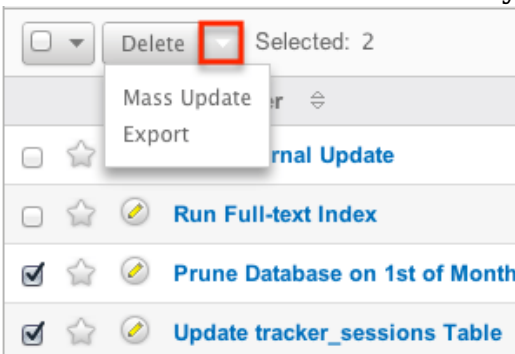 Delete Selected: 2
Mass Update
Export
rnal Update
Run Full-text Index
Prune Database on 1st of Month
Update tracker_sessions Table